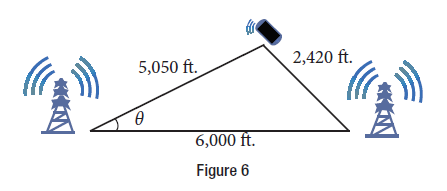 5,050 ft.
2,420 ft.
θ
6,000 ft.
Figure 6